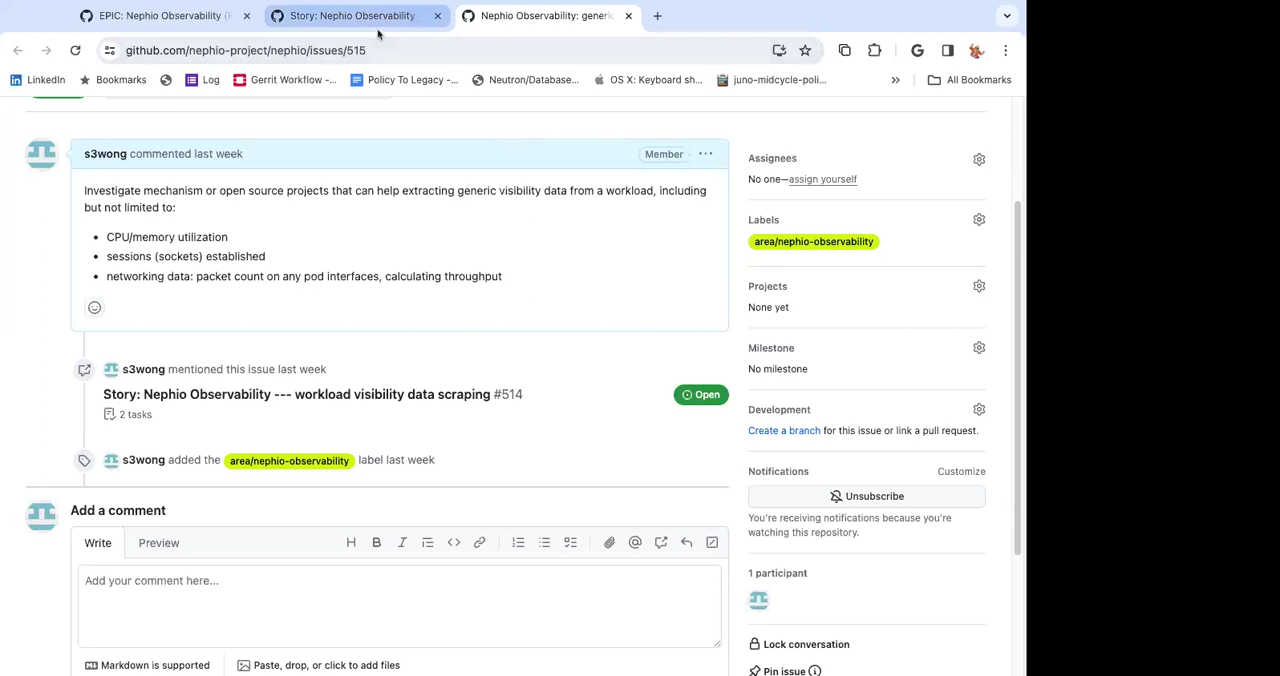 EPIC: Nephio Observability
Story: Nephio Observability
Nephio Observability: generi
github.com/nephio-project/nephio/issues/515
LinkedIn
Bookmarks
Log
Gerrit Workflow -...
Policy To Legacy -...
Neutron/Database...
OS X: Keyboard sh...
juno-midcycle-poli...
»
All Bookmarks
s3wong commented last week
Member
Investigate mechanism or open source projects that can help extracting generic visibility data from a workload, including
but not limited to:
• CPU/memory utilization
• sessions (sockets) established
• networking data: packet count on any pod interfaces, calculating throughput
s3wong mentioned this issue last week
Story: Nephio Observability --- workload visibility data scraping #514
Open
2 tasks
s3wong added the area/nephio-observability label last week
Add a comment
Write
Preview
Add your comment here...
Markdown is supported
Paste, drop, or click to add files
Assignees
No one—assign yourself
Labels
area/nephio-observability
Projects
None yet
Milestone
No milestone
Development
Create a branch for this issue or link a pull request.
Notifications
Customize
Unsubscribe
You're receiving notifications because you're
watching this repository.
1 participant
Lock conversation
Pin issue